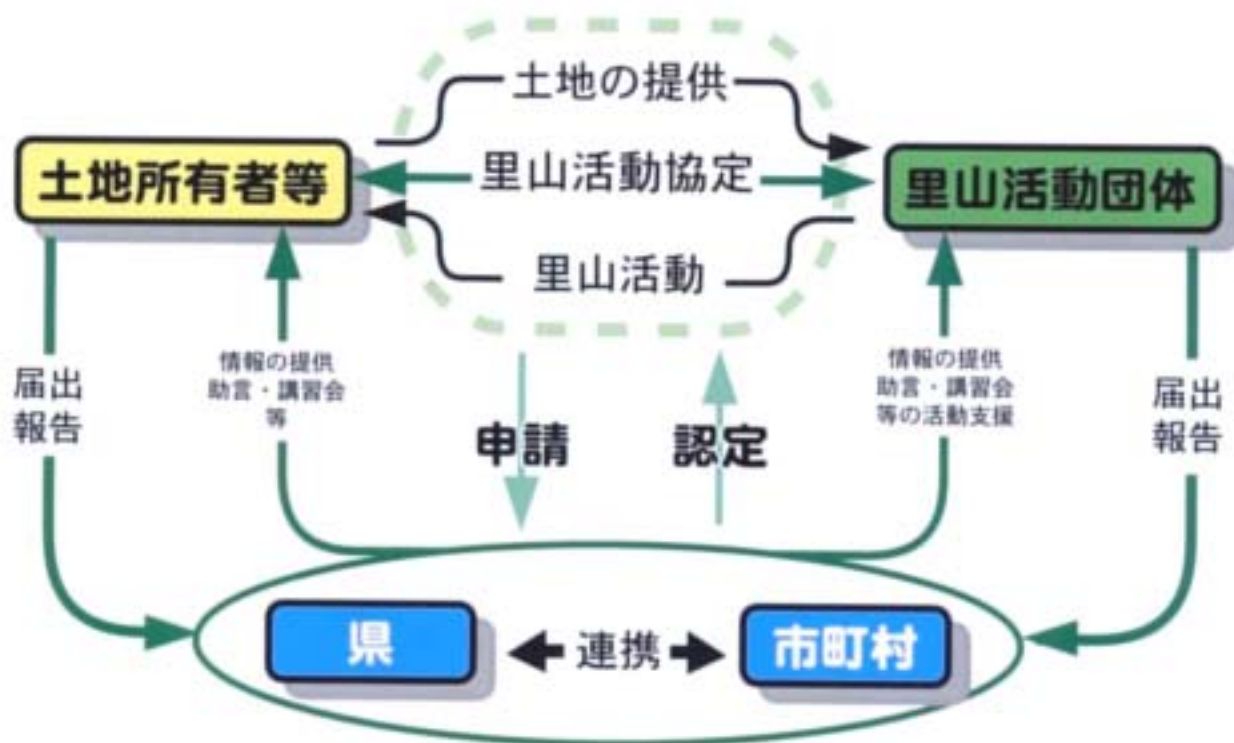 土地の提供
土地所有者等
里山活動協定
里山活動団体
里山活動
届出
報告
情報の提供
助言・講習会
等
申請
認定
情報の提供
助言・講習会
等の活動支援
届出
報告
県
連携
市町村